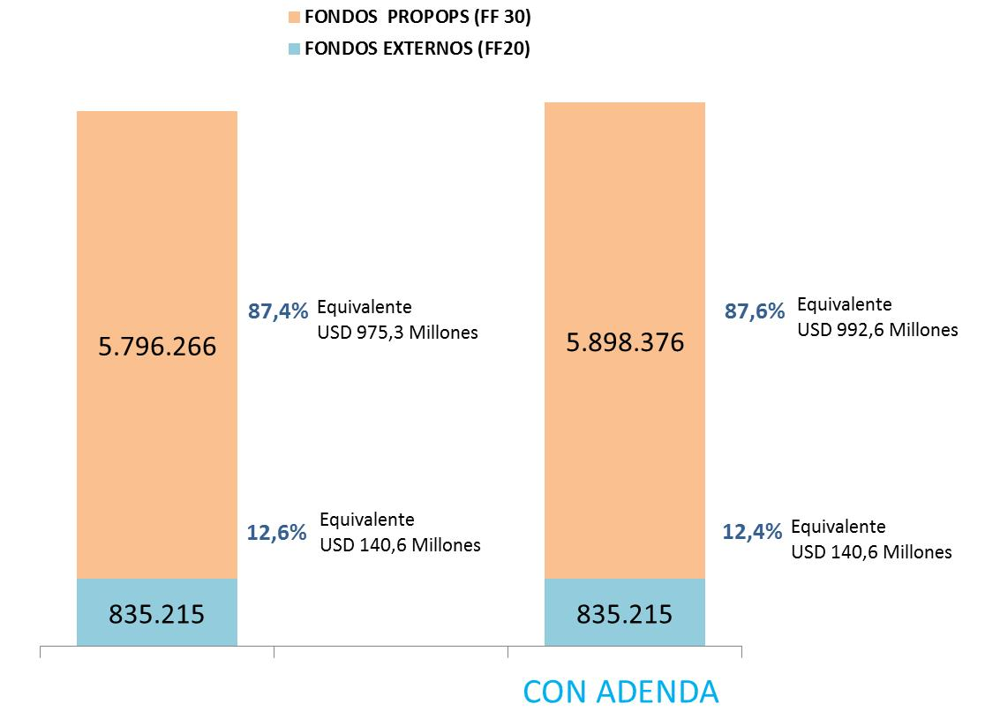 FONDOS PROPOPS (FF 30)
FONDOS EXTERNOS (FF20)
5.796.266
87,4%
Equivalente
USD 975,3 Millones
12,6%
Equivalente
USD 140,6 Millones
835.215
5.898.376
87,6%
Equivalente
USD 992,6 Millones
12,4%
Equivalente
USD 140,6 Millones
835.215
CON ADENDA